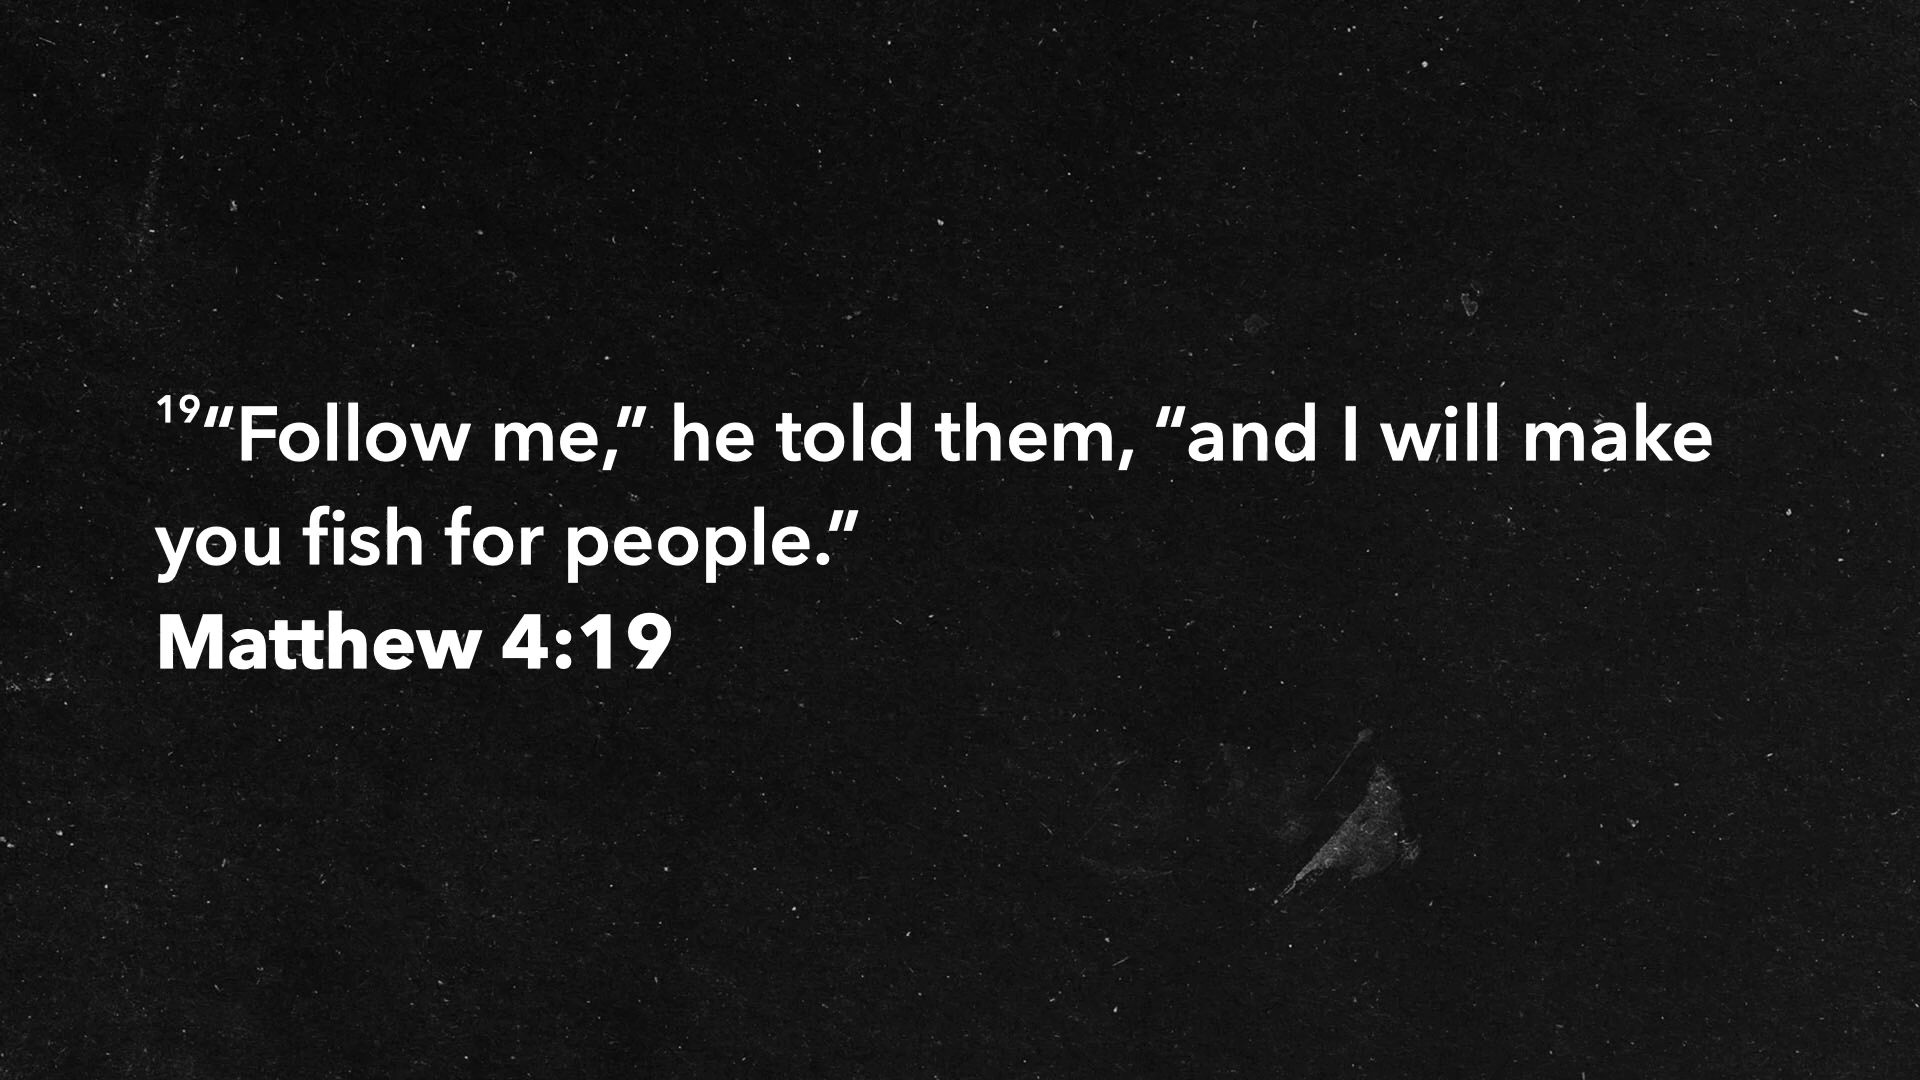 ¹⁹“Follow me,” he told them, “and I will make
you fish for people.”
Matthew 4:19